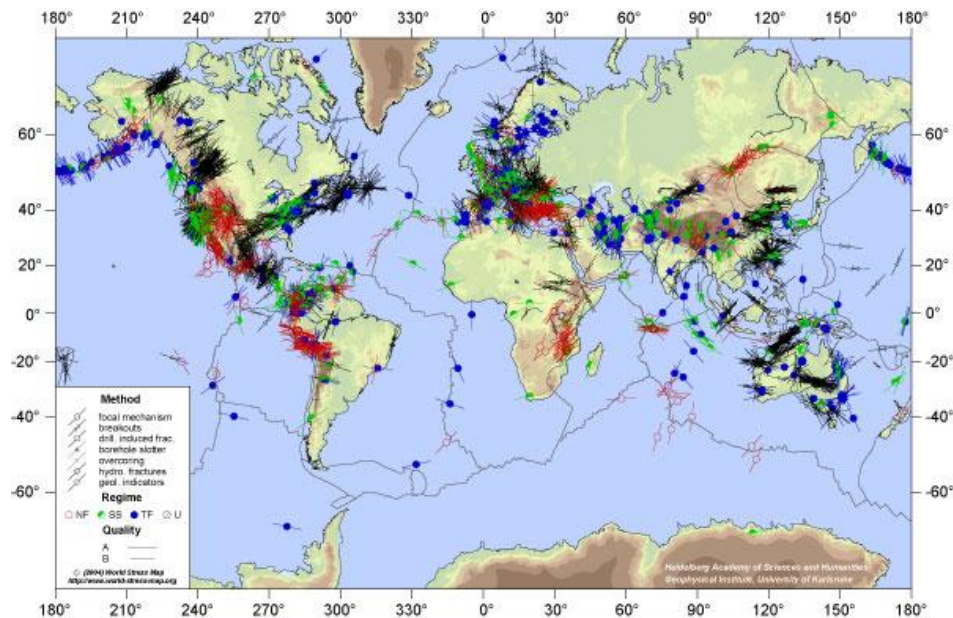 180° 210° 240° 270° 300° 330° 0° 30° 60° 90° 120° 150° 180°
60° 60°
40° 40°
20° 20°
0° 0°
-20° -20°
-40° -40°
-60° -60°
Method
focal mechanism
breakouts
drill. induced frac.
borehole slotter
overcoring
hydro. fractures
geol. indicators
Regime
NF SS TF U
Quality
A
B
© (2004) World Stress Map
http://www.world-stress-map.org
Heidelberg Academy of Sciences and Humanities
Geophysical Institute, University of Karlsruhe
180° 210° 240° 270° 300° 330° 0° 30° 60° 90° 120° 150° 180°